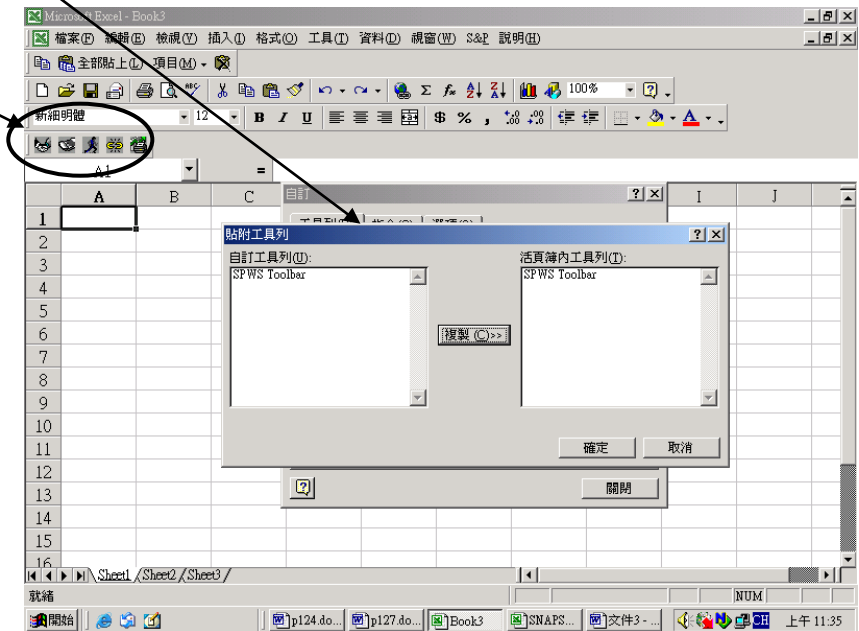 Microsoft Excel - Book3
檔案(F) 編輯(E) 檢視(V) 插入(I) 格式(O) 工具(T) 資料(D) 視窗(W) S&P 說明(H)
全部貼上(L) 項目(M)
100%
新細明體 12 B I U $ % ,
A1 =
A B C I J
自訂
1
貼附工具列
2
自訂工具列(U): 活頁簿內工具列(T):
SPWS Toolbar SPWS Toolbar
3
4
5
複製(C)>>
6
7
8
9
10
11
確定 取消
12
13
關閉
14
15
16
Sheet1 Sheet2 Sheet3
就緒 NUM
開始 p124.do... p127.do... Book3 SNAPS... 文件3 - ... CH 上午 11:35